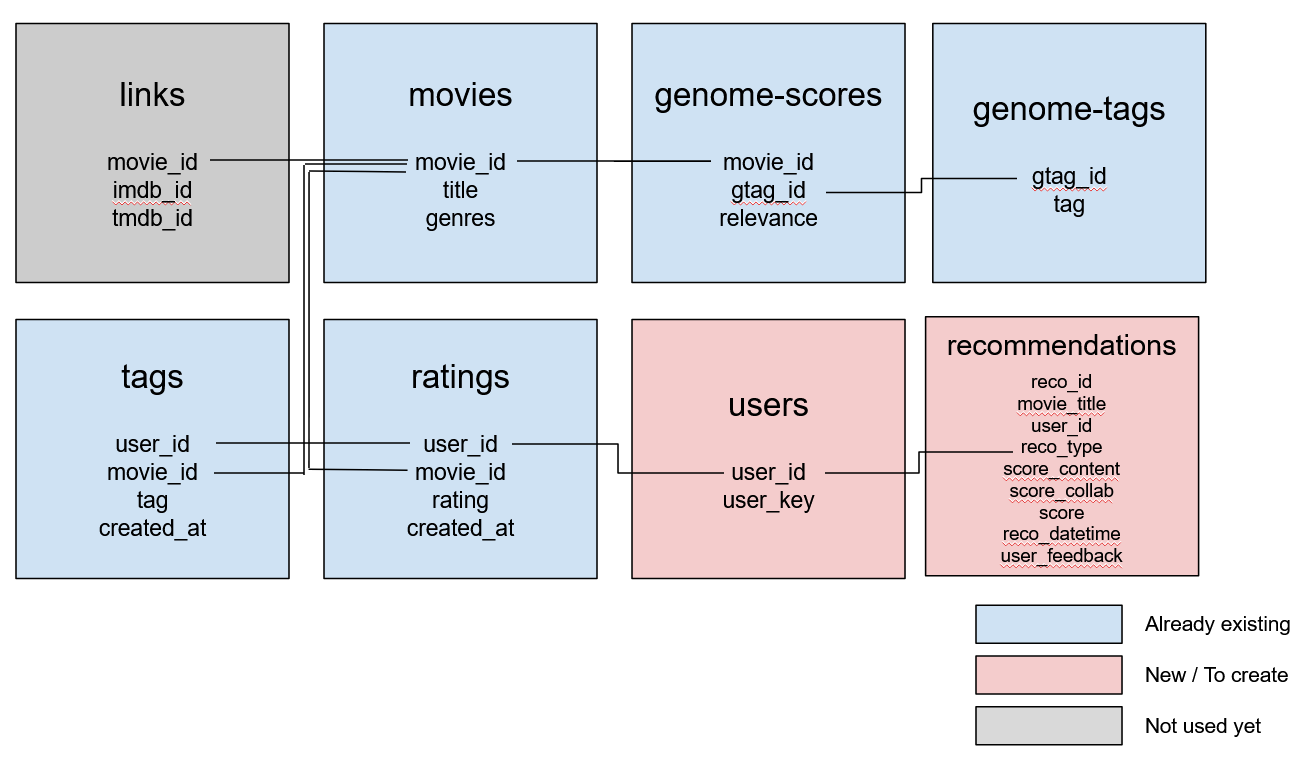 links
movie_id
imdb_id
tmdb_id
movies
movie_id
title
genres
genome-scores
movie_id
gtag_id
relevance
genome-tags
gtag_id
tag
tags
user_id
movie_id
tag
created_at
ratings
user_id
movie_id
rating
created_at
users
user_id
user_key
recommendations
reco_id
movie_title
user_id
reco_type
score_content
score_collab
score
reco_datetime
user_feedback
Already existing
New / To create
Not used yet